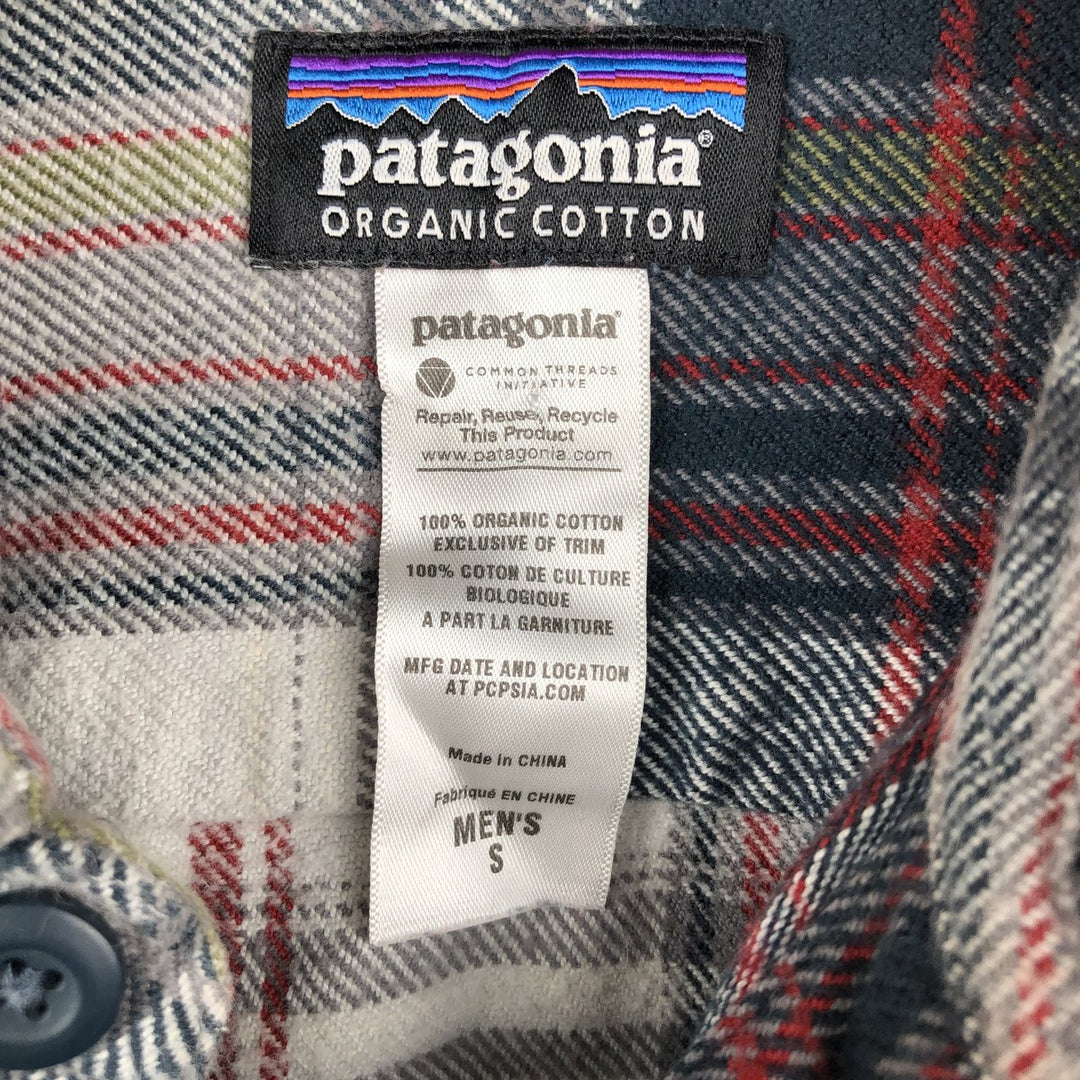 patagonia®
ORGANIC COTTON
patagonia®
COMMON THREADS
INITIATIVE
Repair, Reuse, Recycle
This Product
www.patagonia.com
100% ORGANIC COTTON
EXCLUSIVE OF TRIM
100% COTON DE CULTURE
BIOLOGIQUE
A PART LA GARNITURE
MFG DATE AND LOCATION
AT PCPSIA.COM
Made in CHINA
Fabriqué EN CHINE
MEN'S
S